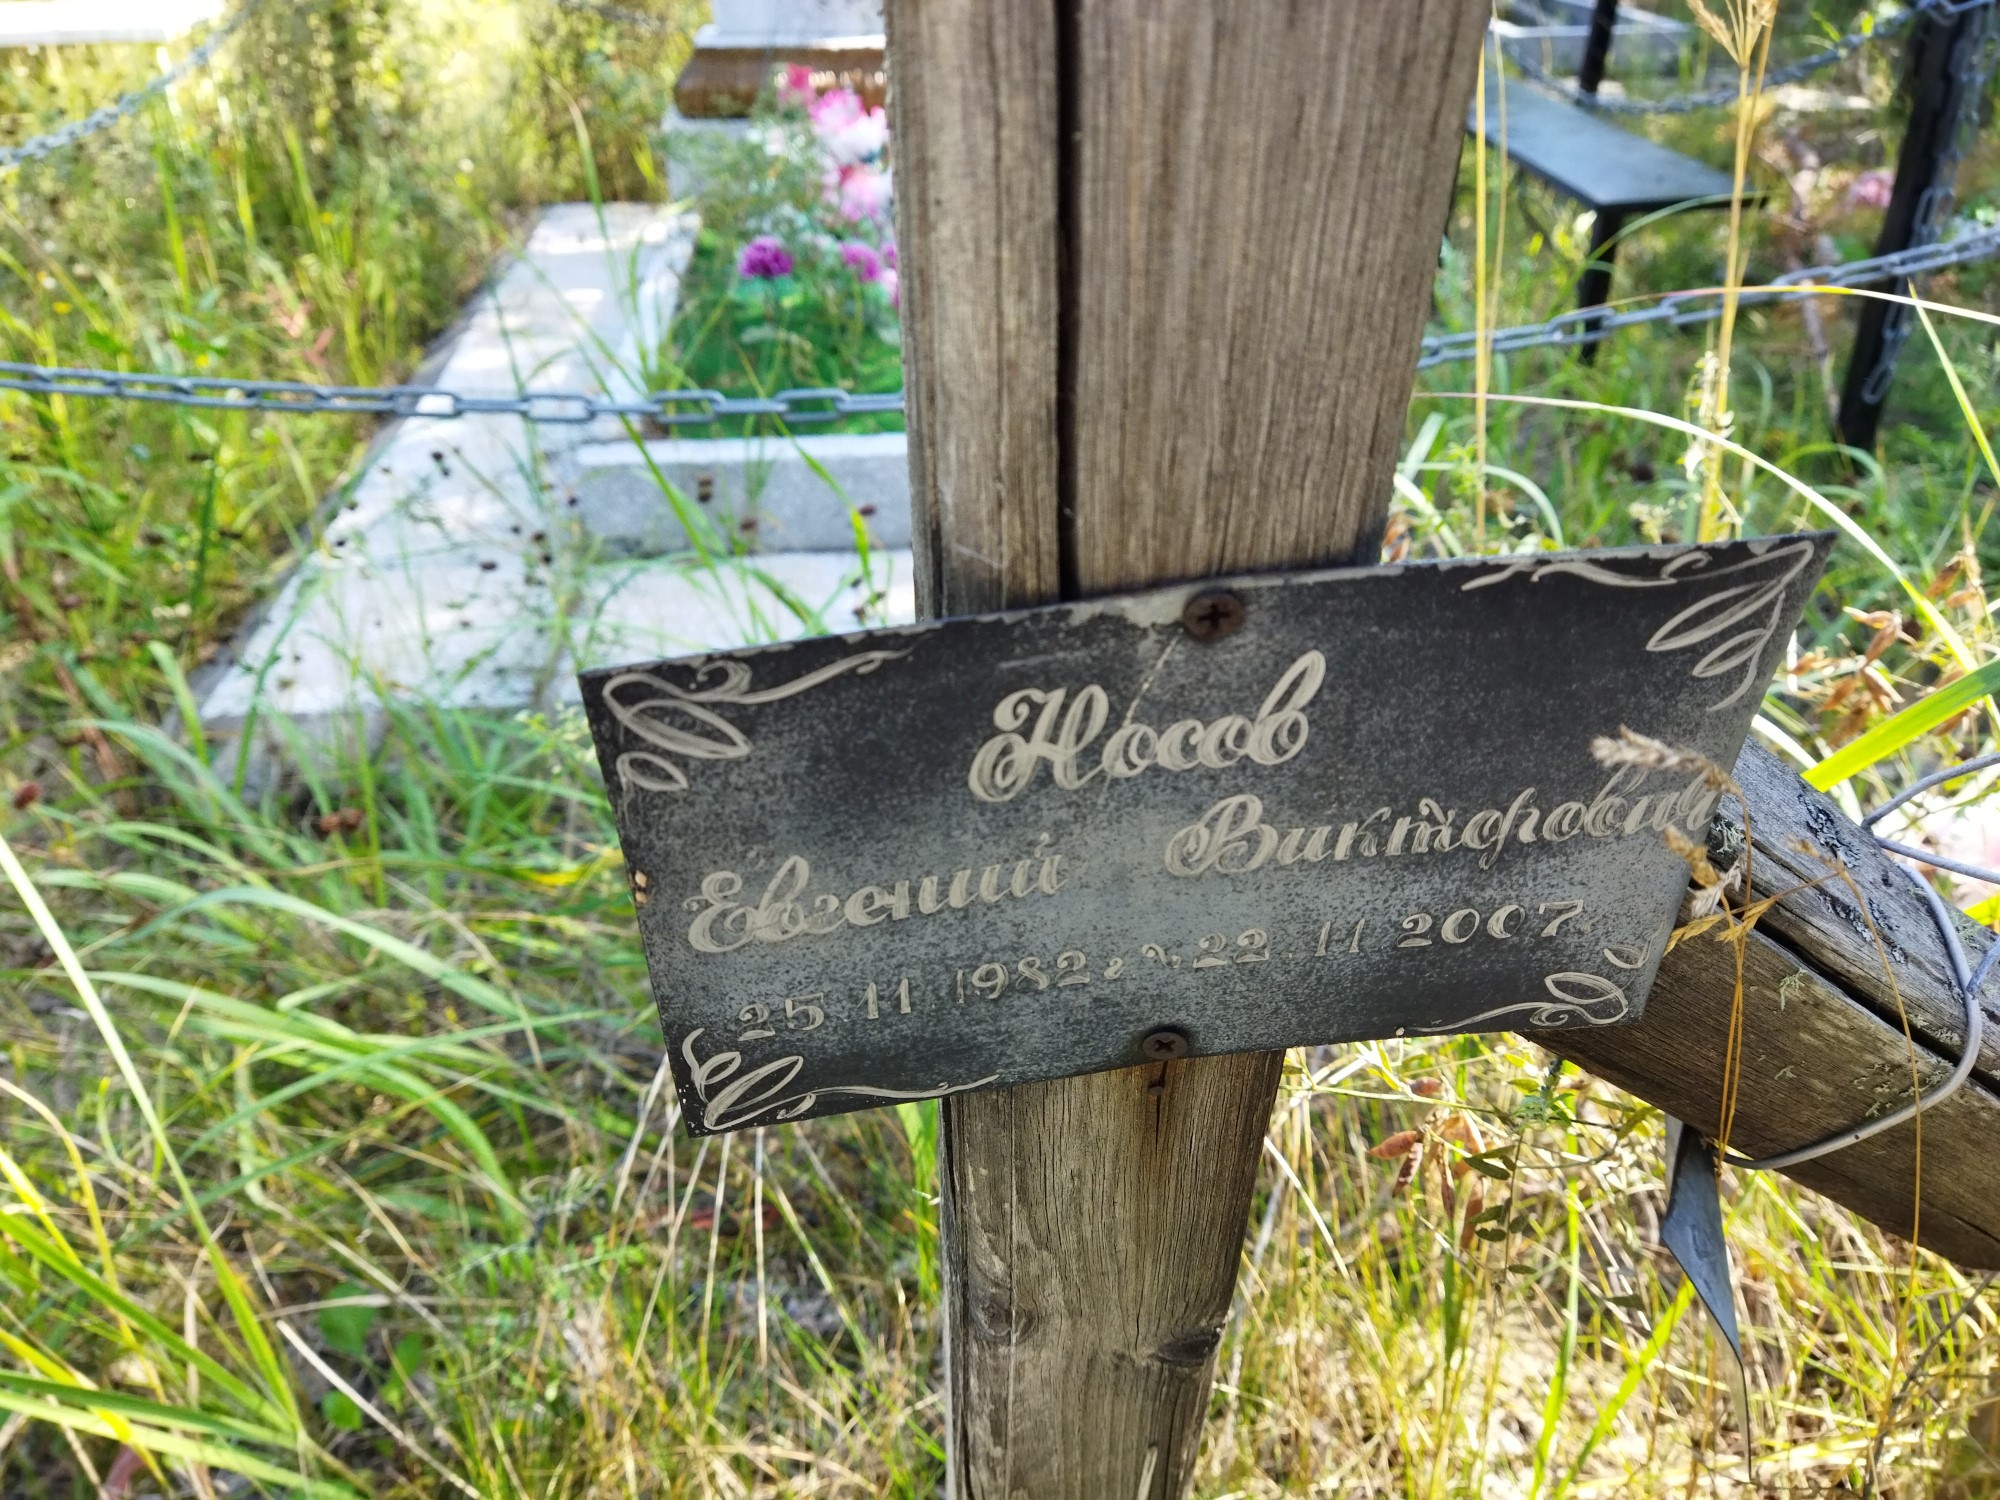 Носов
Евгений Викторович
25.11 1982 г. 22.11 2007